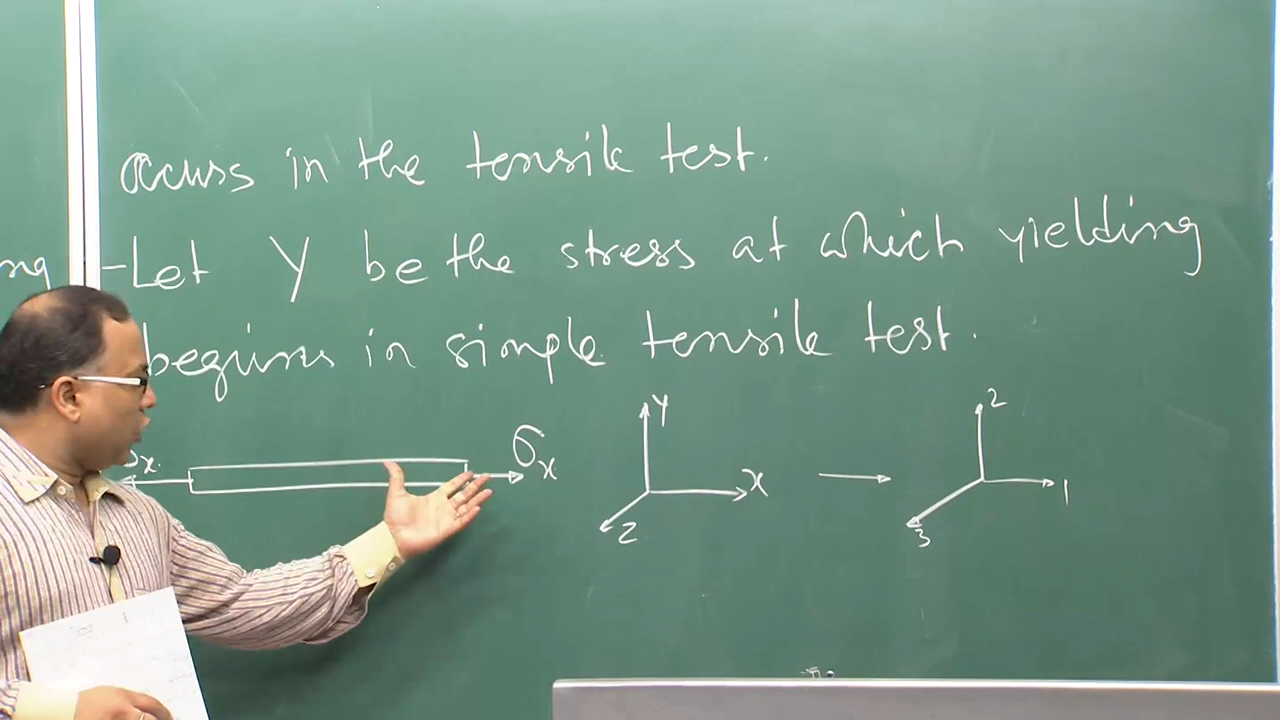 occurs in the tensile test.
ng
-Let Y be the stress at which yielding
begins in simple tensile test.
σx σx
y x z
2 1 3